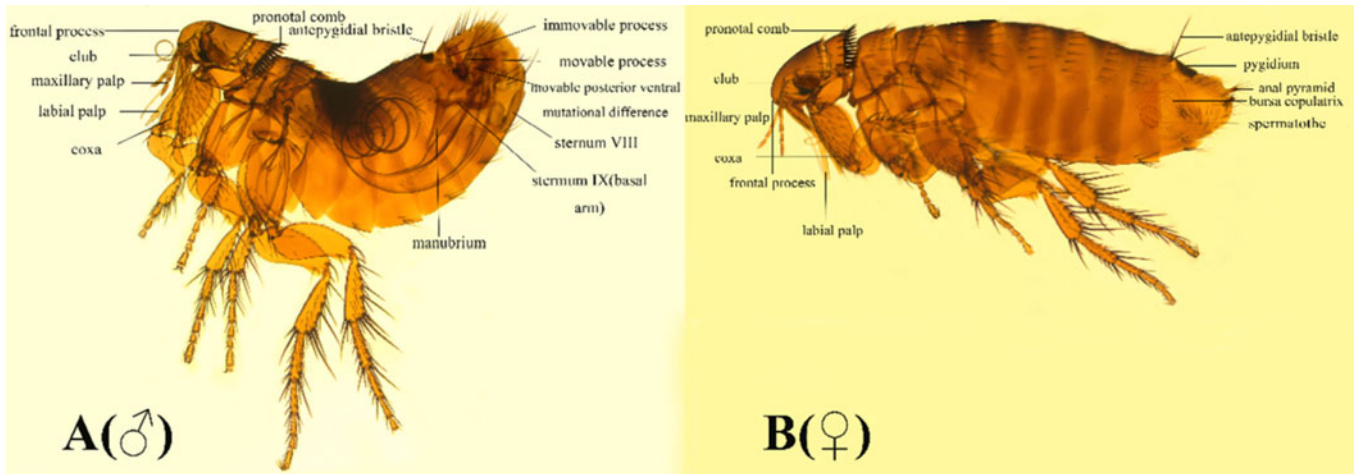 pronotal comb
frontal process
antepygidial bristle
immovable process
club
movable process
maxillary palp
movable posterior ventral
labial palp
mutational difference
coxa
sternum VIII
stermum IX(basal
arm)
manubrium
A(♂)
pronotal comb
antepygidial bristle
pygidium
club
anal pyramid
bursa copulatrix
maxillary palp
spermatothe
coxa
frontal process
labial palp
B(♀)